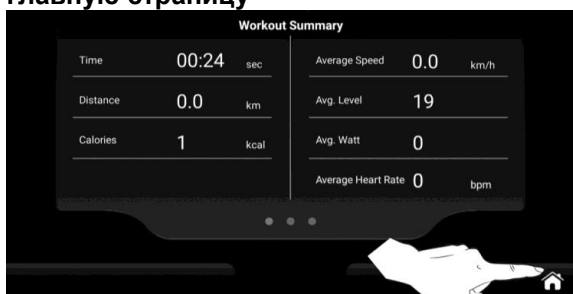 главную страницу
Workout Summary
Time 00:24 sec
Distance 0.0 km
Calories 1 kcal
Average Speed 0.0 km/h
Avg. Level 19
Avg. Watt 0
Average Heart Rate 0 bpm